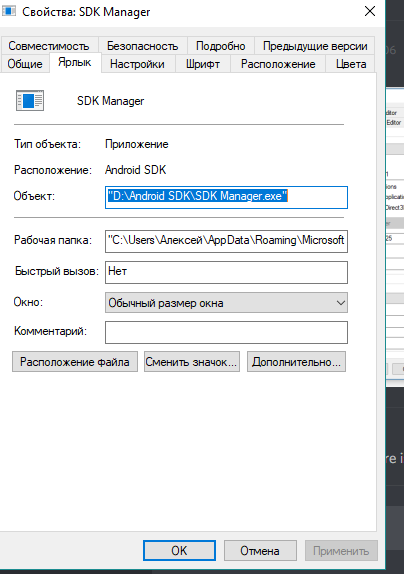 Свойства: SDK Manager
Совместимость Безопасность Подробно Предыдущие версии
Общие Ярлык Настройки Шрифт Расположение Цвета
SDK Manager
Тип объекта: Приложение
Расположение: Android SDK
Объект: "D:\Android SDK\SDK Manager.exe"
Рабочая папка: "C:\Users\Алексей\AppData\Roaming\Microsoft
Быстрый вызов: Нет
Окно: Обычный размер окна
Комментарий:
Расположение файла Сменить значок... Дополнительно...
OK Отмена Применить